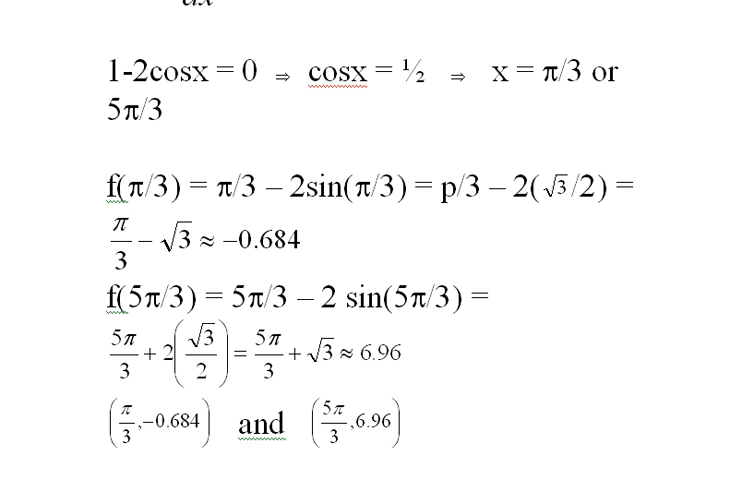 1-2cosx = 0 ⇒ cosx = ½ ⇒ x = π/3 or
5π/3
f(π/3) = π/3 – 2sin(π/3) = p/3 – 2(√3/2) =
π/3 − √3 ≈ −0.684
f(5π/3) = 5π/3 – 2 sin(5π/3) =
5π/3 + 2(√3/2) = 5π/3 + √3 ≈ 6.96
(π/3,−0.684) and (5π/3,6.96)